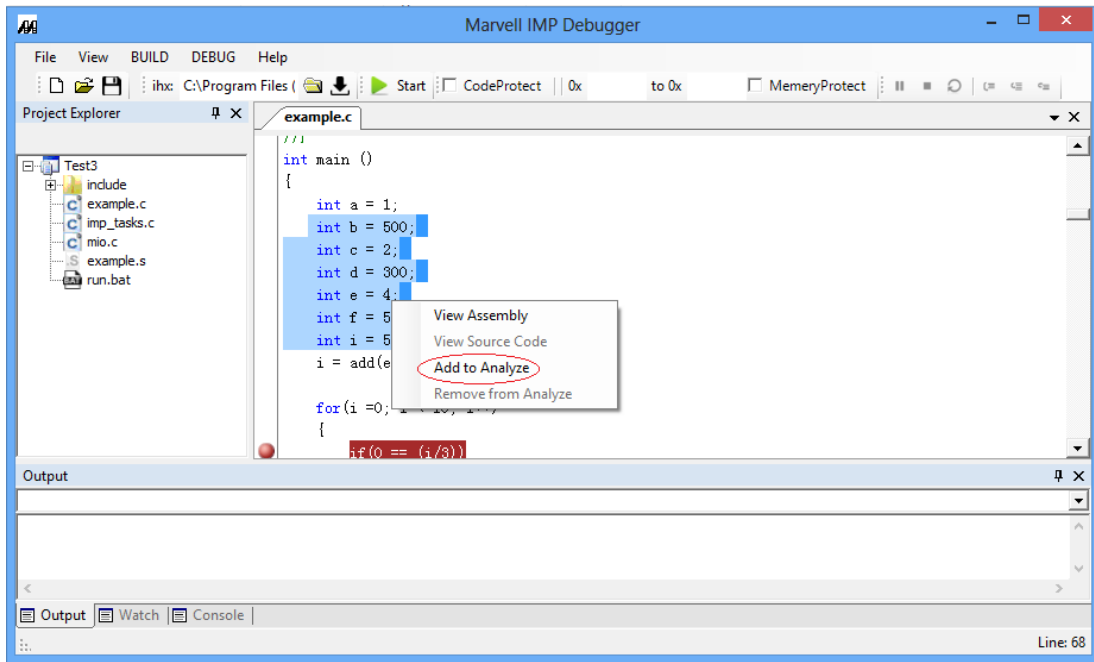 Marvell IMP Debugger
File View BUILD DEBUG Help
ihx: C:\Program Files ( Start CodeProtect 0x to 0x MemeryProtect
Project Explorer
Test3
include
example.c
imp_tasks.c
mio.c
example.s
run.bat
example.c
int main ()
{
int a = 1;
int b = 500;
int c = 2;
int d = 300;
int e = 4;
int f = 5
int i = 5
i = add(e
for(i =0;
{
if(0 == (i/3))
View Assembly
View Source Code
Add to Analyze
Remove from Analyze
Output
Output Watch Console
Line: 68